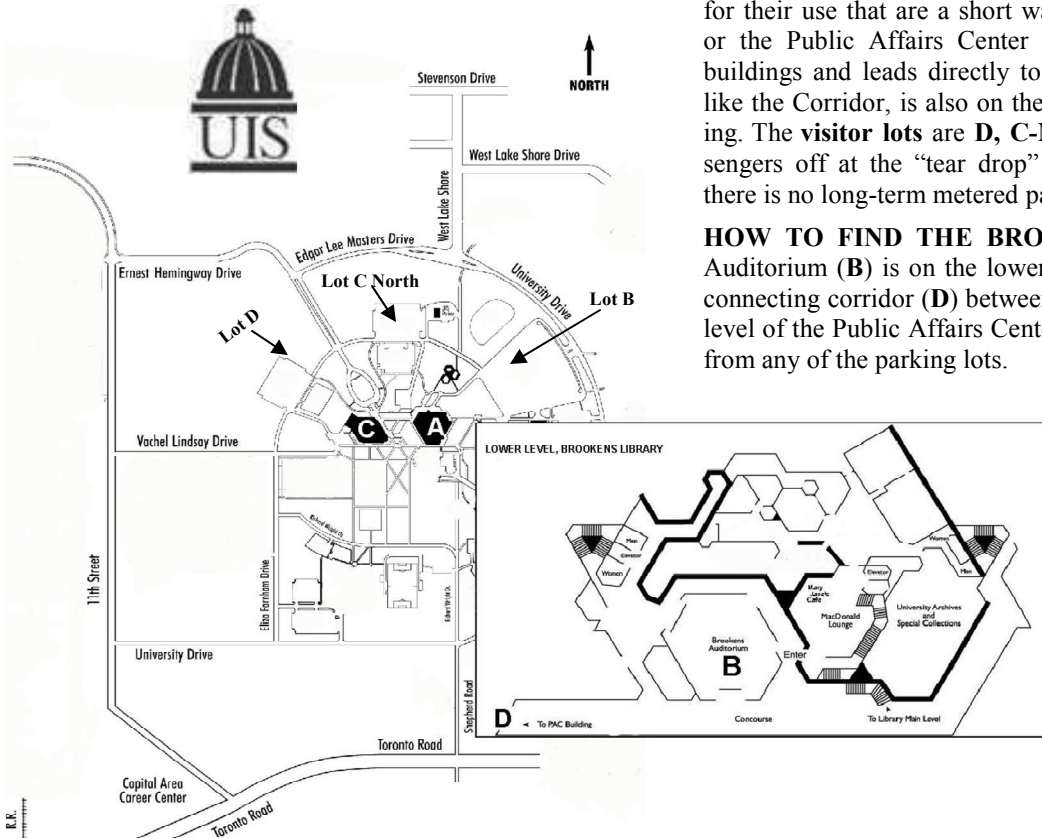 UIS
NORTH
Stevenson Drive
West Lake Shore Drive
West Lake Shore
Edgar Lee Masters Drive
University Drive
Ernest Hemingway Drive
Lot C North
Lot B
Lot D
C
A
Vachel Lindsay Drive
11th Street
Eliza Farnham Drive
University Drive
Shepherd Road
Toronto Road
Capital Area
Career Center
Toronto Road
R.R.
for their use that are a short wa
or the Public Affairs Center
buildings and leads directly to
like the Corridor, is also on the
ing. The visitor lots are D, C-N
sengers off at the “tear drop”
there is no long-term metered pa
HOW TO FIND THE BRO
Auditorium (B) is on the lower
connecting corridor (D) between
level of the Public Affairs Cente
from any of the parking lots.
LOWER LEVEL, BROOKENS LIBRARY
Men
Elevator
Women
Women
Men
Elevator
Mary
Jane's
Cafe
MacDonald
Lounge
University Archives
and
Special Collections
Brookens
Auditorium
B
Enter
D
To PAC Building
Concourse
To Library Main Level